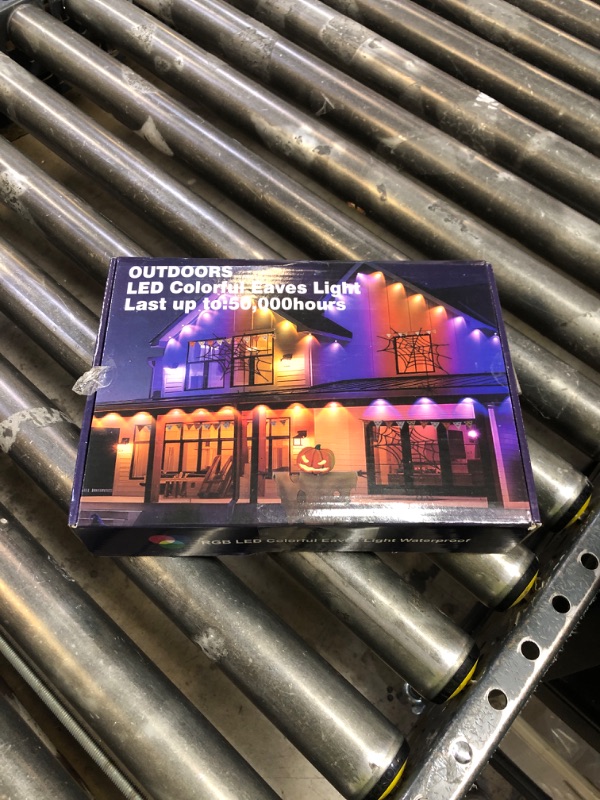 OUTDOORS
LED Colorful Eaves Light
Last up to:50,000hours
RGB LED Colorful Eaves Light Waterproof